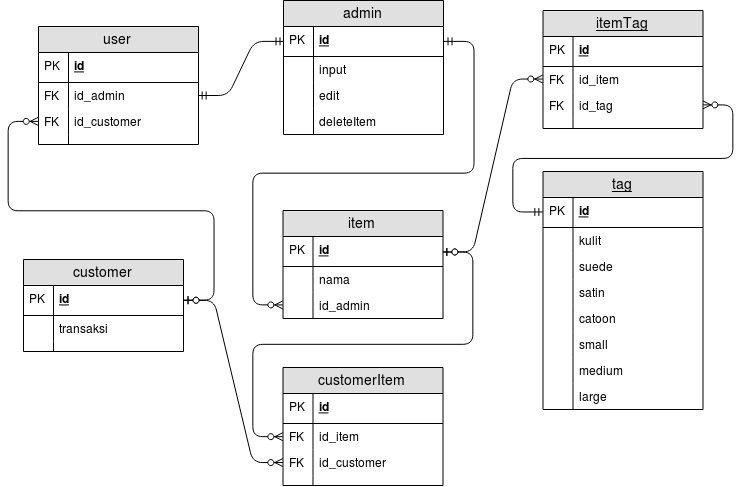 user
PK id
FK id_admin
FK id_customer
admin
PK id
input
edit
deleteItem
itemTag
PK id
FK id_item
FK id_tag
tag
PK id
kulit
suede
satin
catoon
small
medium
large
item
PK id
nama
id_admin
customer
PK id
transaksi
customerItem
PK id
FK id_item
FK id_customer